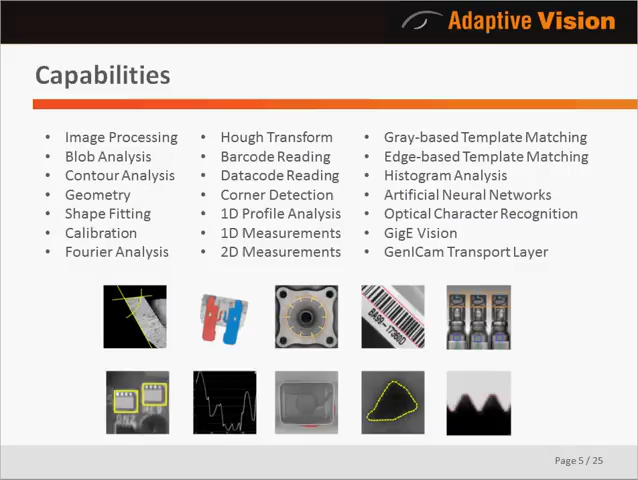 Adaptive Vision
Capabilities
• Image Processing
• Blob Analysis
• Contour Analysis
• Geometry
• Shape Fitting
• Calibration
• Fourier Analysis
• Hough Transform
• Barcode Reading
• Datacode Reading
• Corner Detection
• 1D Profile Analysis
• 1D Measurements
• 2D Measurements
• Gray-based Template Matching
• Edge-based Template Matching
• Histogram Analysis
• Artificial Neural Networks
• Optical Character Recognition
• GigE Vision
• GenICam Transport Layer
Page 5 / 25